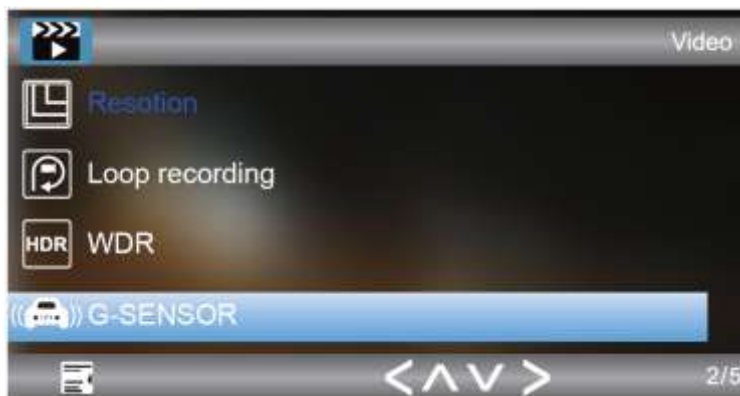 Video
Resotion
Loop recording
HDR WDR
G-SENSOR
2/5